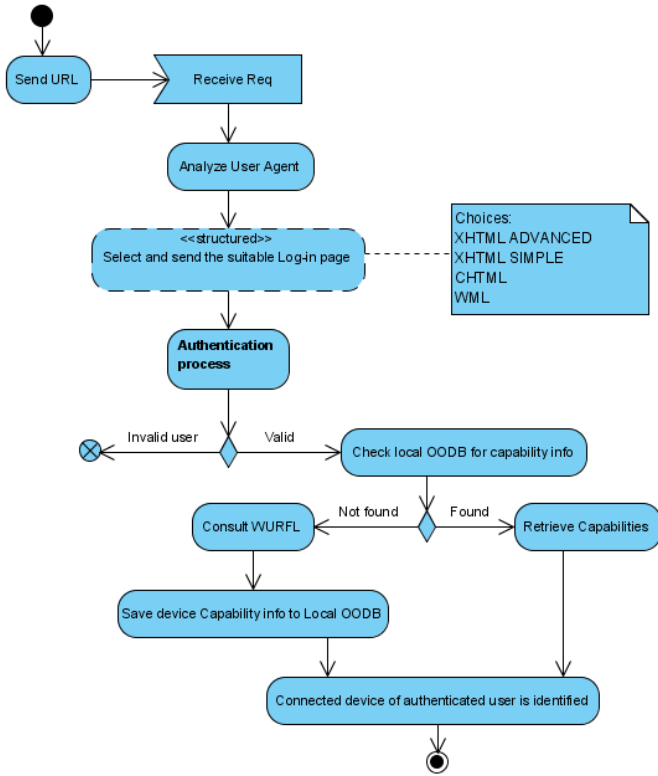 Send URL
Receive Req
Analyze User Agent
<<structured>>
Select and send the suitable Log-in page
Choices:
XHTML ADVANCED
XHTML SIMPLE
CHTML
WML
Authentication
process
Invalid user
Valid
Check local OODB for capability info
Not found
Found
Consult WURFL
Retrieve Capabilities
Save device Capability info to Local OODB
Connected device of authenticated user is identified